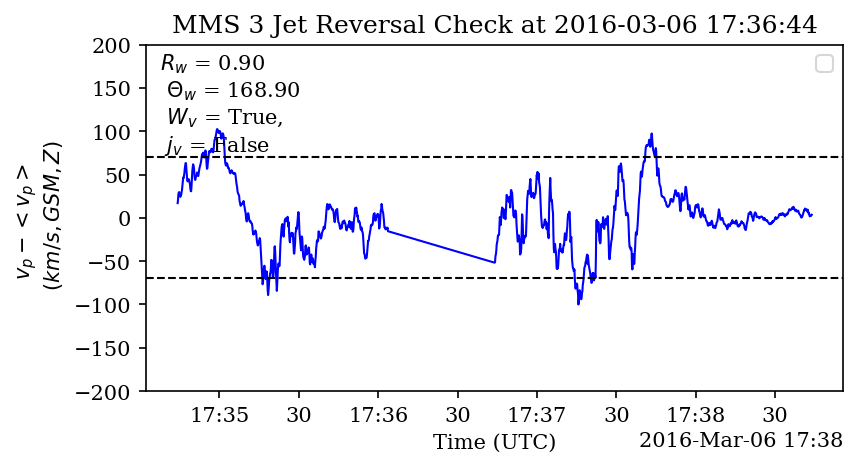 MMS 3 Jet Reversal Check at 2016-03-06 17:36:44
200
150
100
50
0
−50
−100
−150
−200
v_p − < v_p >
(km/s, GSM, Z)
R_w = 0.90
Θ_w = 168.90
W_v = True,
j_v = False
17:35 30 17:36 30 17:37 30 17:38 30
Time (UTC)
2016-Mar-06 17:38